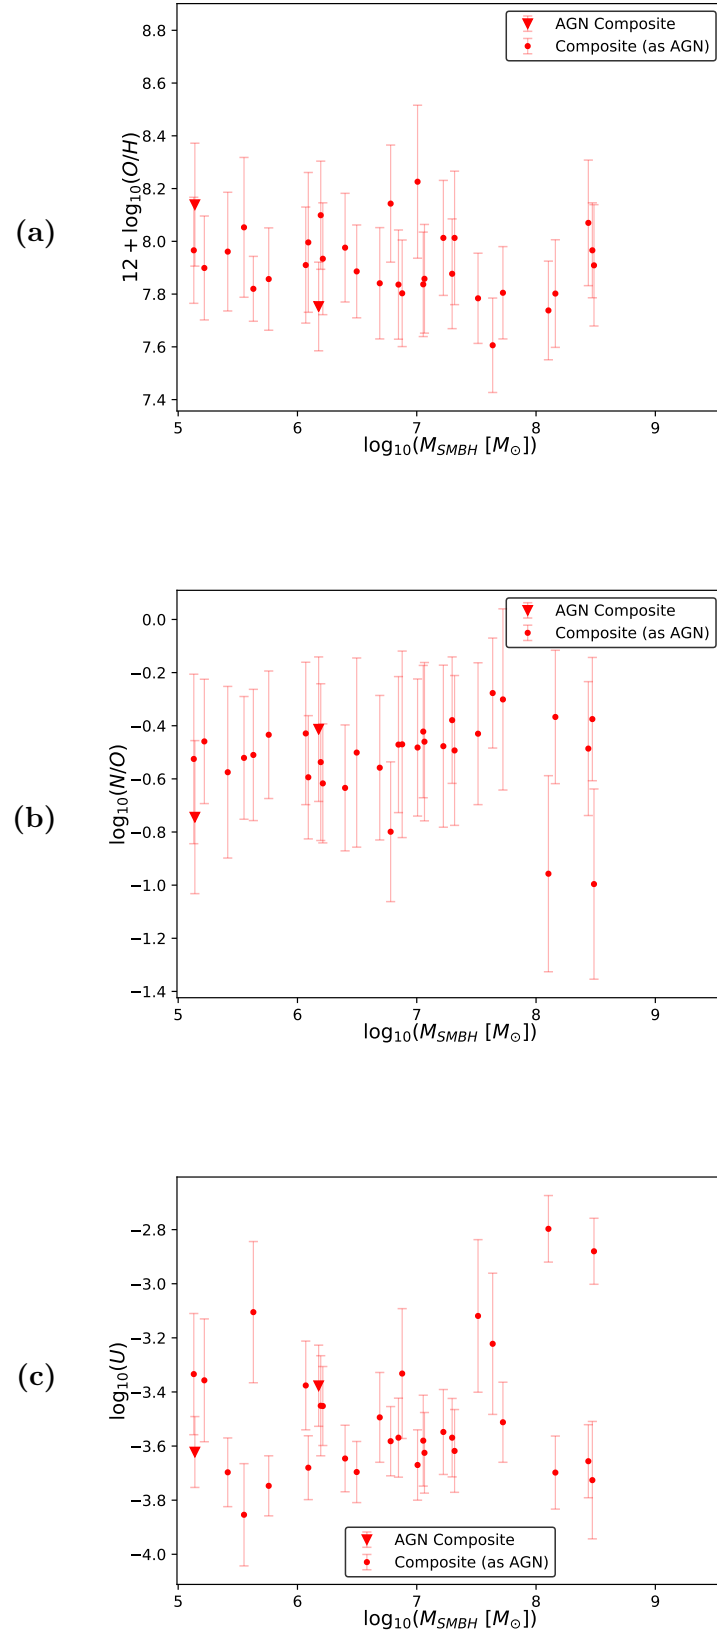 (a)
12 + log10(O/H)
8.8
8.6
8.4
8.2
8.0
7.8
7.6
7.4
AGN Composite
Composite (as AGN)
5 6 7 8 9
log10(MSMBH [M⊙])
(b)
log10(N/O)
0.0
−0.2
−0.4
−0.6
−0.8
−1.0
−1.2
−1.4
AGN Composite
Composite (as AGN)
5 6 7 8 9
log10(MSMBH [M⊙])
(c)
log10(U)
−2.8
−3.0
−3.2
−3.4
−3.6
−3.8
−4.0
AGN Composite
Composite (as AGN)
5 6 7 8 9
log10(MSMBH [M⊙])